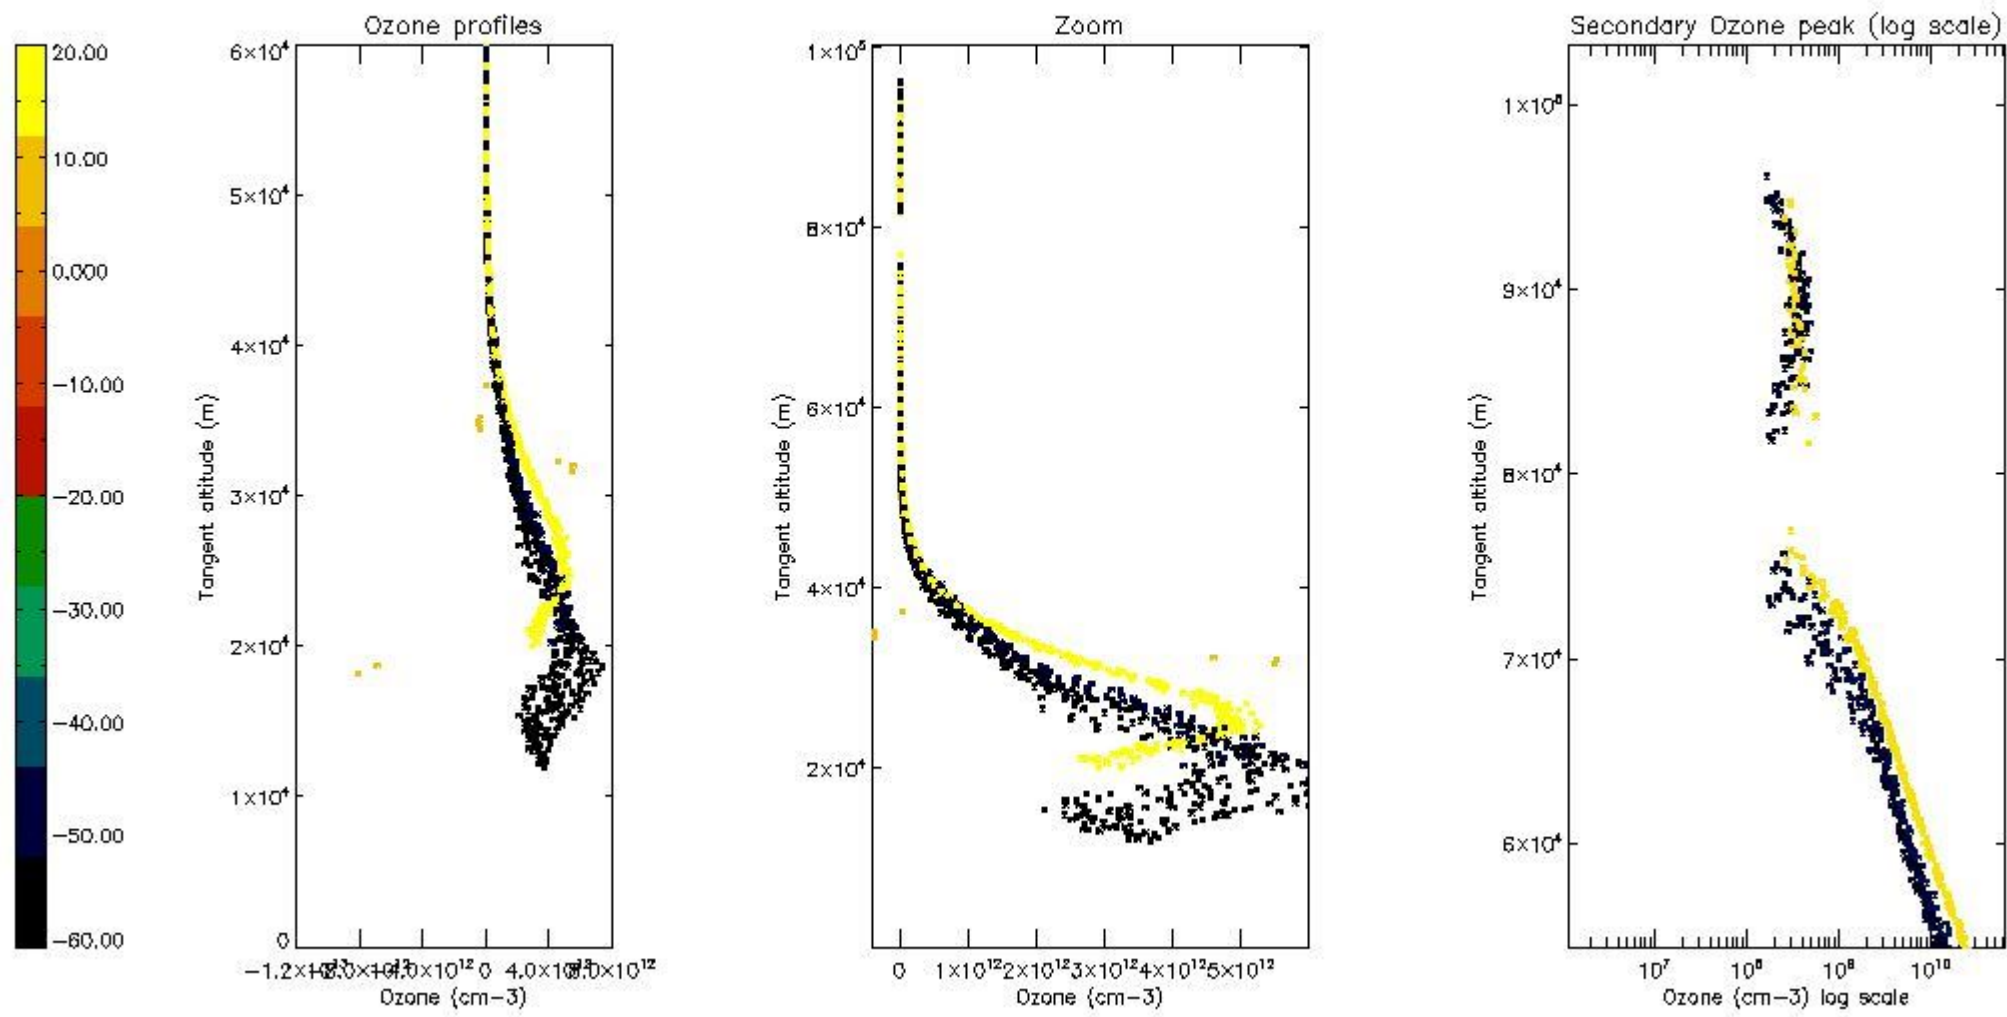 Ozone profiles
Zoom
Secondary Ozone peak (log scale)
20.00
10.00
0.000
−10.00
−20.00
−30.00
−40.00
−50.00
−60.00
6×10⁴
5×10⁴
4×10⁴
3×10⁴
2×10⁴
1×10⁴
0
Tangent altitude (m)
0
Ozone (cm−3)
1×10⁵
8×10⁴
6×10⁴
4×10⁴
2×10⁴
Tangent altitude (m)
0 1×10¹² 2×10¹² 3×10¹² 4×10¹² 5×10¹²
Ozone (cm−3)
9×10⁴
8×10⁴
7×10⁴
6×10⁴
Tangent altitude (m)
10⁷ 10⁹ 10¹⁰
Ozone (cm−3) log scale